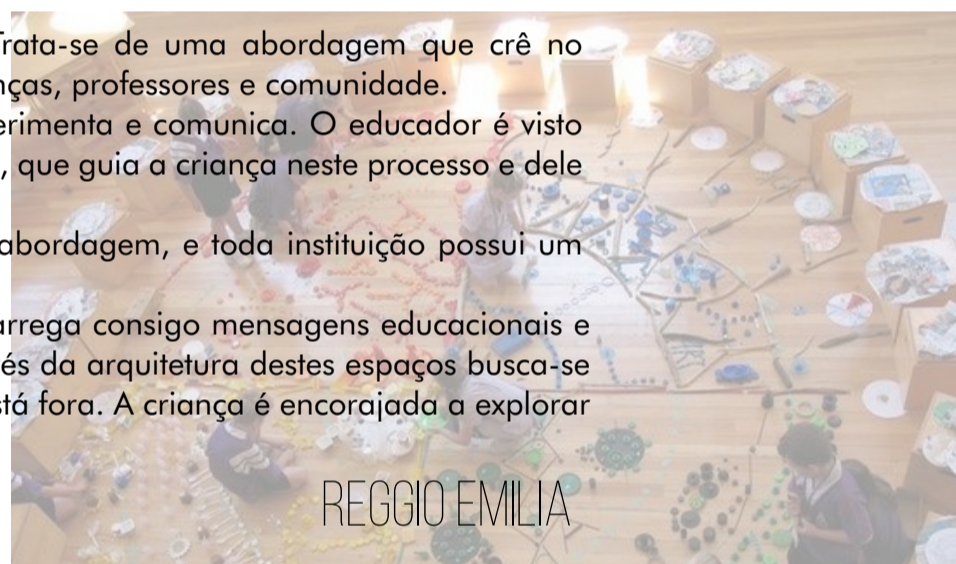 Trata-se de uma abordagem que crê no
nças, professores e comunidade.
erimenta e comunica. O educador é visto
, que guia a criança neste processo e dele
abordagem, e toda instituição possui um
arrega consigo mensagens educacionais e
és da arquitetura destes espaços busca-se
tá fora. A criança é encorajada a explorar
REGGIO EMILIA